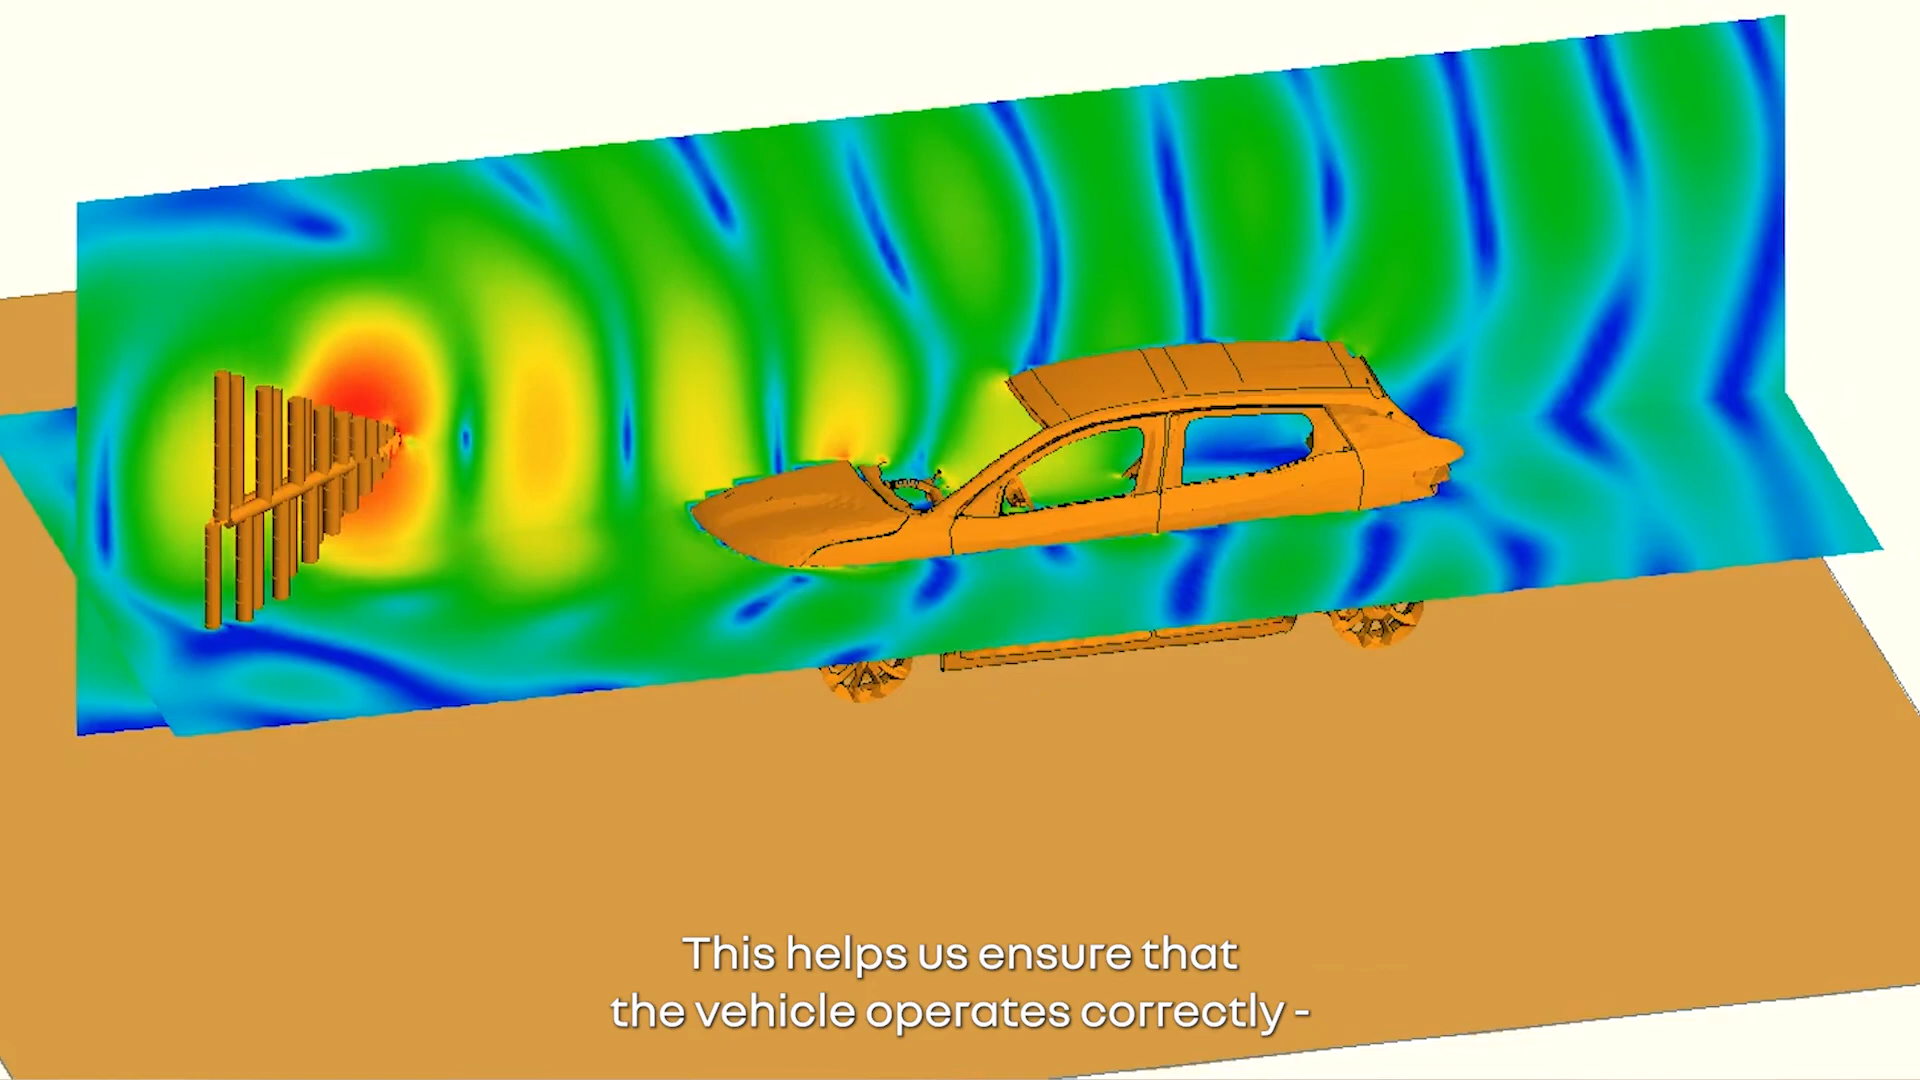 This helps us ensure that
the vehicle operates correctly -